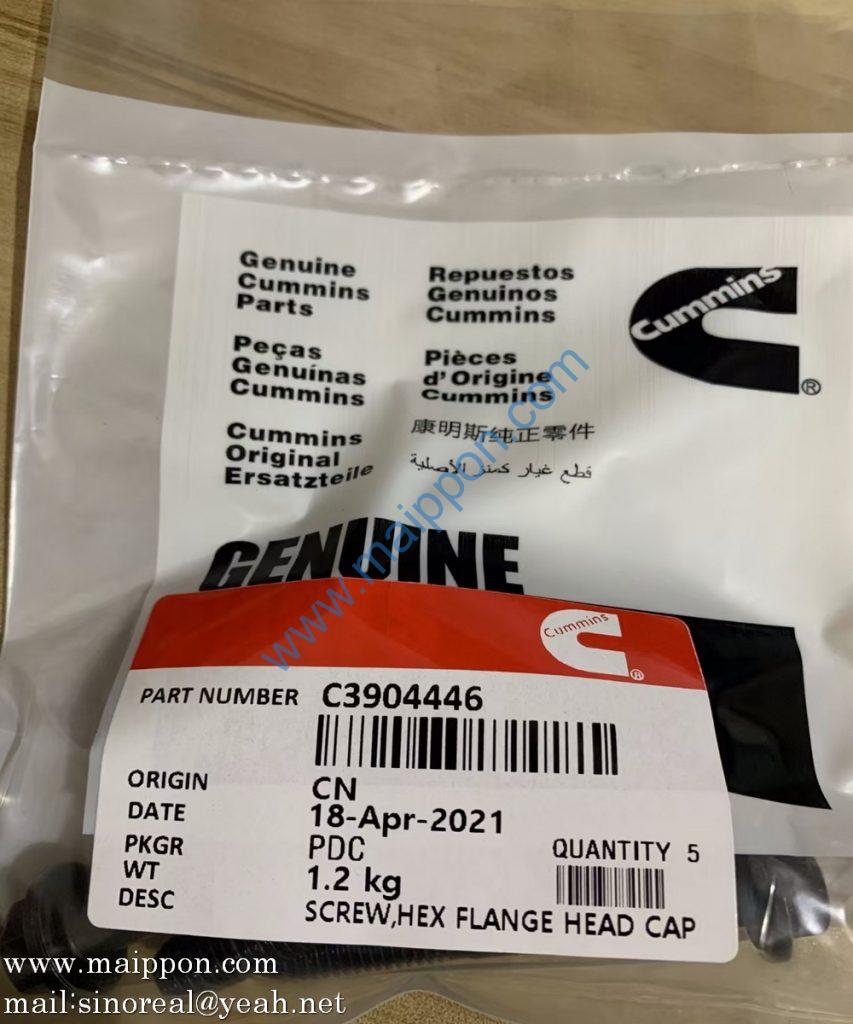 Genuine
Cummins
Parts
Repuestos
Genuinos
Cummins
Cummins
®
Peças
Genuínas
Cummins
Pièces
d'Origine
Cummins
Cummins
Original
Ersatzteile
康明斯纯正零件
قطع غيار كمنز الأصلية
GENUINE
www.maippon.com
Cummins
®
PART NUMBER C3904446
ORIGIN CN
DATE 18-Apr-2021
PKGR PDC
QUANTITY 5
WT 1.2 kg
DESC SCREW,HEX FLANGE HEAD CAP
www.maippon.com
mail:sinoreal@yeah.net